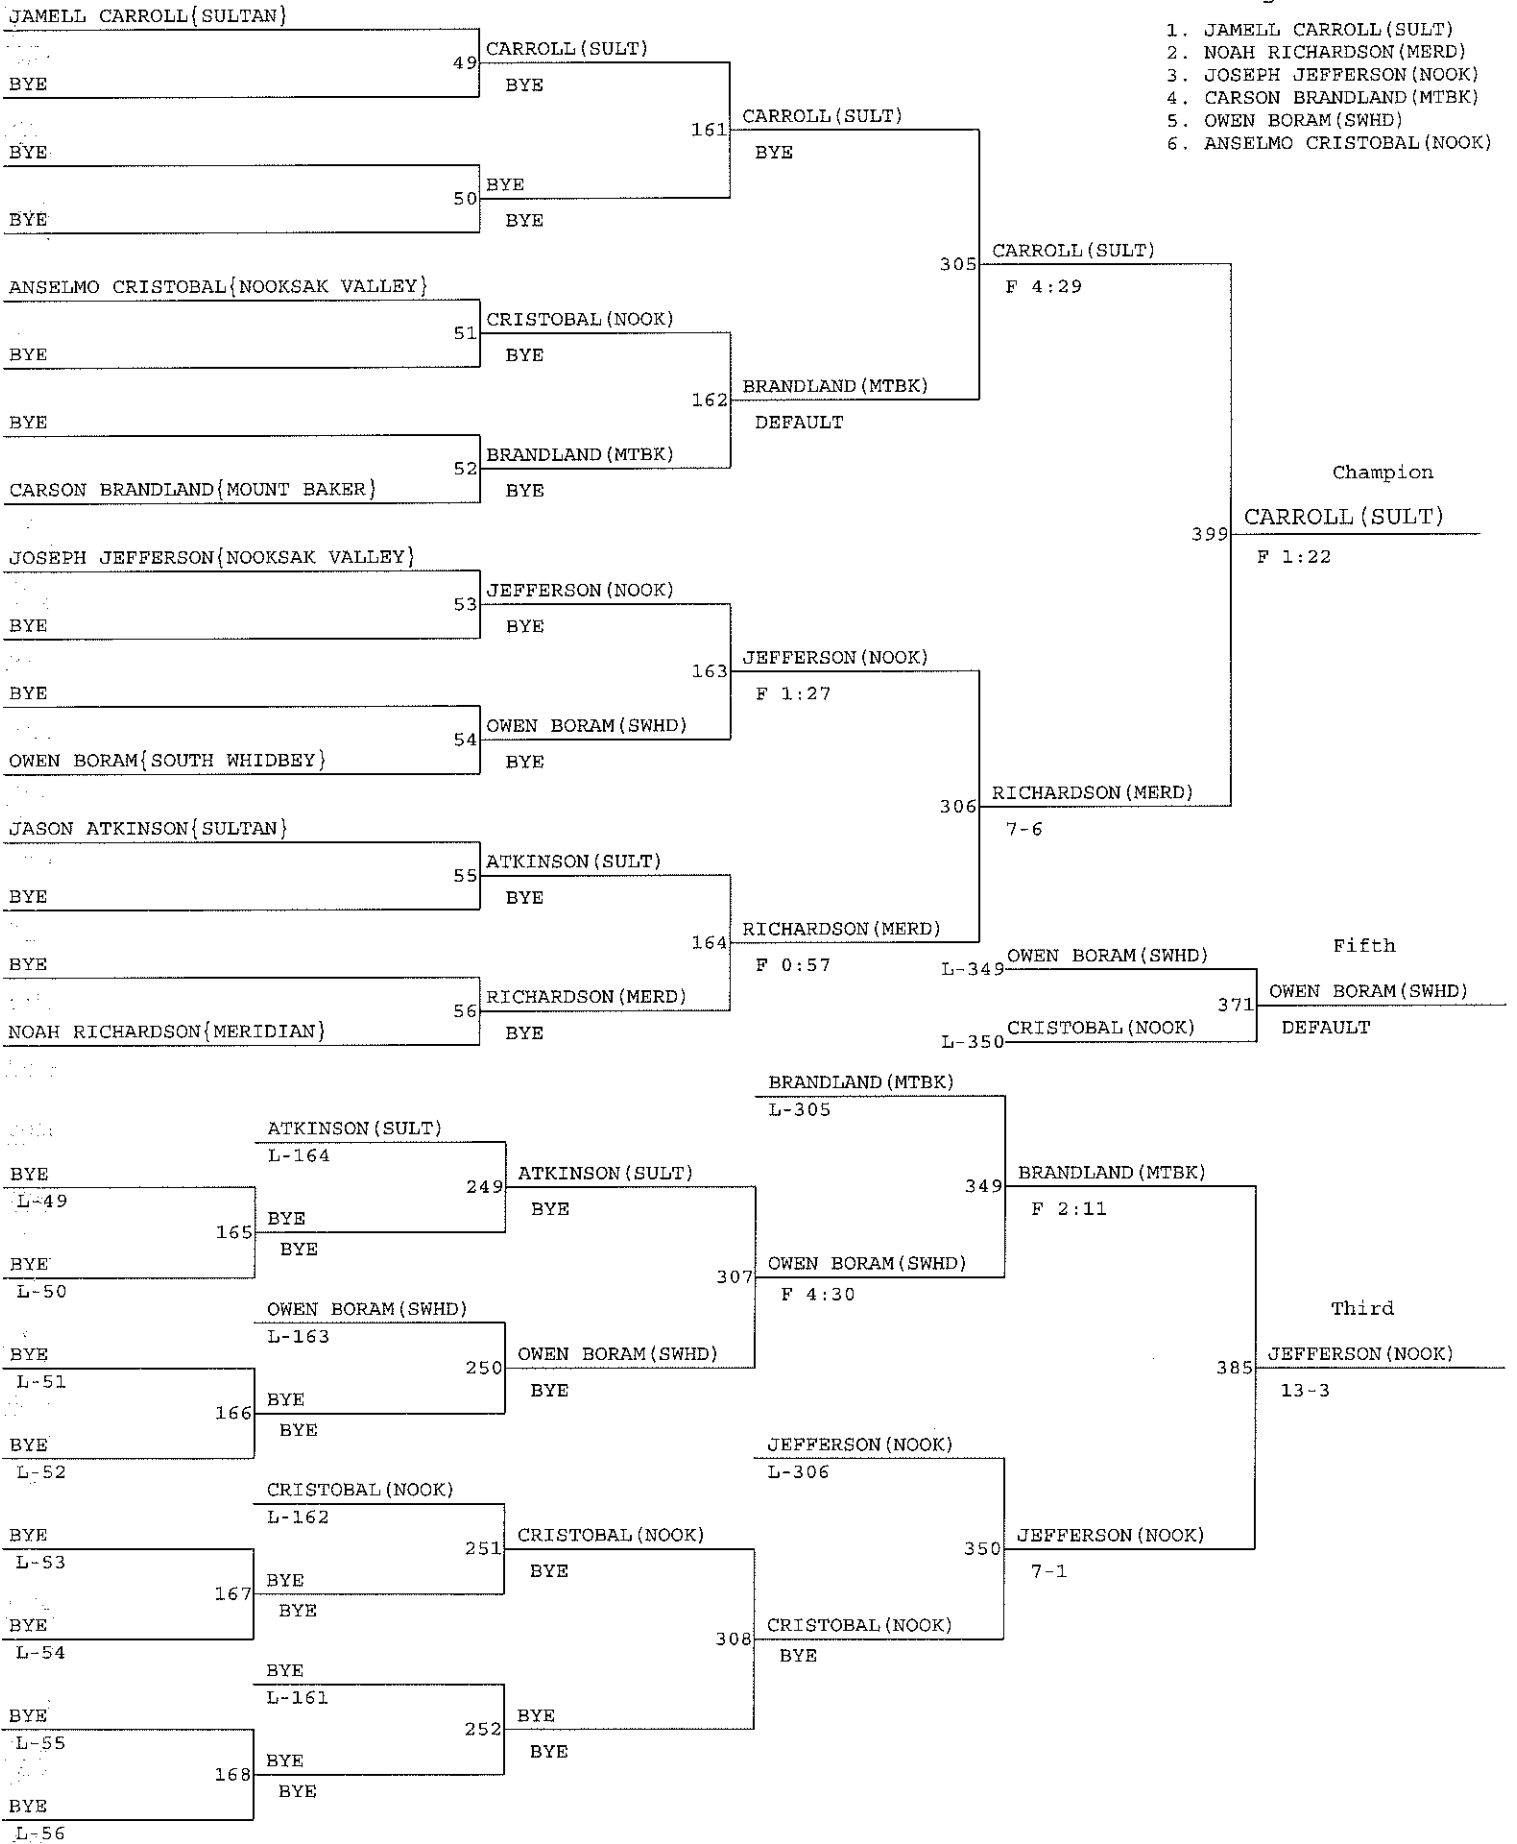 JAMELL CARROLL{SULTAN}
49
CARROLL(SULT)
BYE
BYE
161
CARROLL(SULT)
BYE
BYE
50
BYE
BYE
BYE
305
CARROLL(SULT)
F 4:29
ANSELMO CRISTOBAL{NOOKSAK VALLEY}
51
CRISTOBAL(NOOK)
BYE
BYE
162
BRANDLAND(MTBK)
DEFAULT
BYE
52
BRANDLAND(MTBK)
BYE
CARSON BRANDLAND{MOUNT BAKER}
1. JAMELL CARROLL(SULT)
2. NOAH RICHARDSON(MERD)
3. JOSEPH JEFFERSON(NOOK)
4. CARSON BRANDLAND(MTBK)
5. OWEN BORAM(SWHD)
6. ANSELMO CRISTOBAL(NOOK)
Champion
399
CARROLL(SULT)
F 1:22
JOSEPH JEFFERSON{NOOKSAK VALLEY}
53
JEFFERSON(NOOK)
BYE
BYE
163
JEFFERSON(NOOK)
F 1:27
BYE
54
OWEN BORAM(SWHD)
BYE
OWEN BORAM{SOUTH WHIDBEY}
306
RICHARDSON(MERD)
7-6
JASON ATKINSON{SULTAN}
55
ATKINSON(SULT)
BYE
BYE
164
RICHARDSON(MERD)
F 0:57
BYE
56
RICHARDSON(MERD)
BYE
NOAH RICHARDSON{MERIDIAN}
Fifth
OWEN BORAM(SWHD)
L-349
371
OWEN BORAM(SWHD)
DEFAULT
CRISTOBAL(NOOK)
L-350
BRANDLAND(MTBK)
L-305
ATKINSON(SULT)
L-164
249
ATKINSON(SULT)
BYE
BYE
L-49
165
BYE
BYE
BYE
L-50
349
BRANDLAND(MTBK)
F 2:11
307
OWEN BORAM(SWHD)
F 4:30
OWEN BORAM(SWHD)
L-163
250
OWEN BORAM(SWHD)
BYE
BYE
L-51
166
BYE
BYE
BYE
L-52
Third
385
JEFFERSON(NOOK)
13-3
JEFFERSON(NOOK)
L-306
CRISTOBAL(NOOK)
L-162
251
CRISTOBAL(NOOK)
BYE
BYE
L-53
167
BYE
BYE
BYE
L-54
350
JEFFERSON(NOOK)
7-1
308
CRISTOBAL(NOOK)
BYE
BYE
L-161
252
BYE
BYE
BYE
L-55
168
BYE
BYE
BYE
L-56